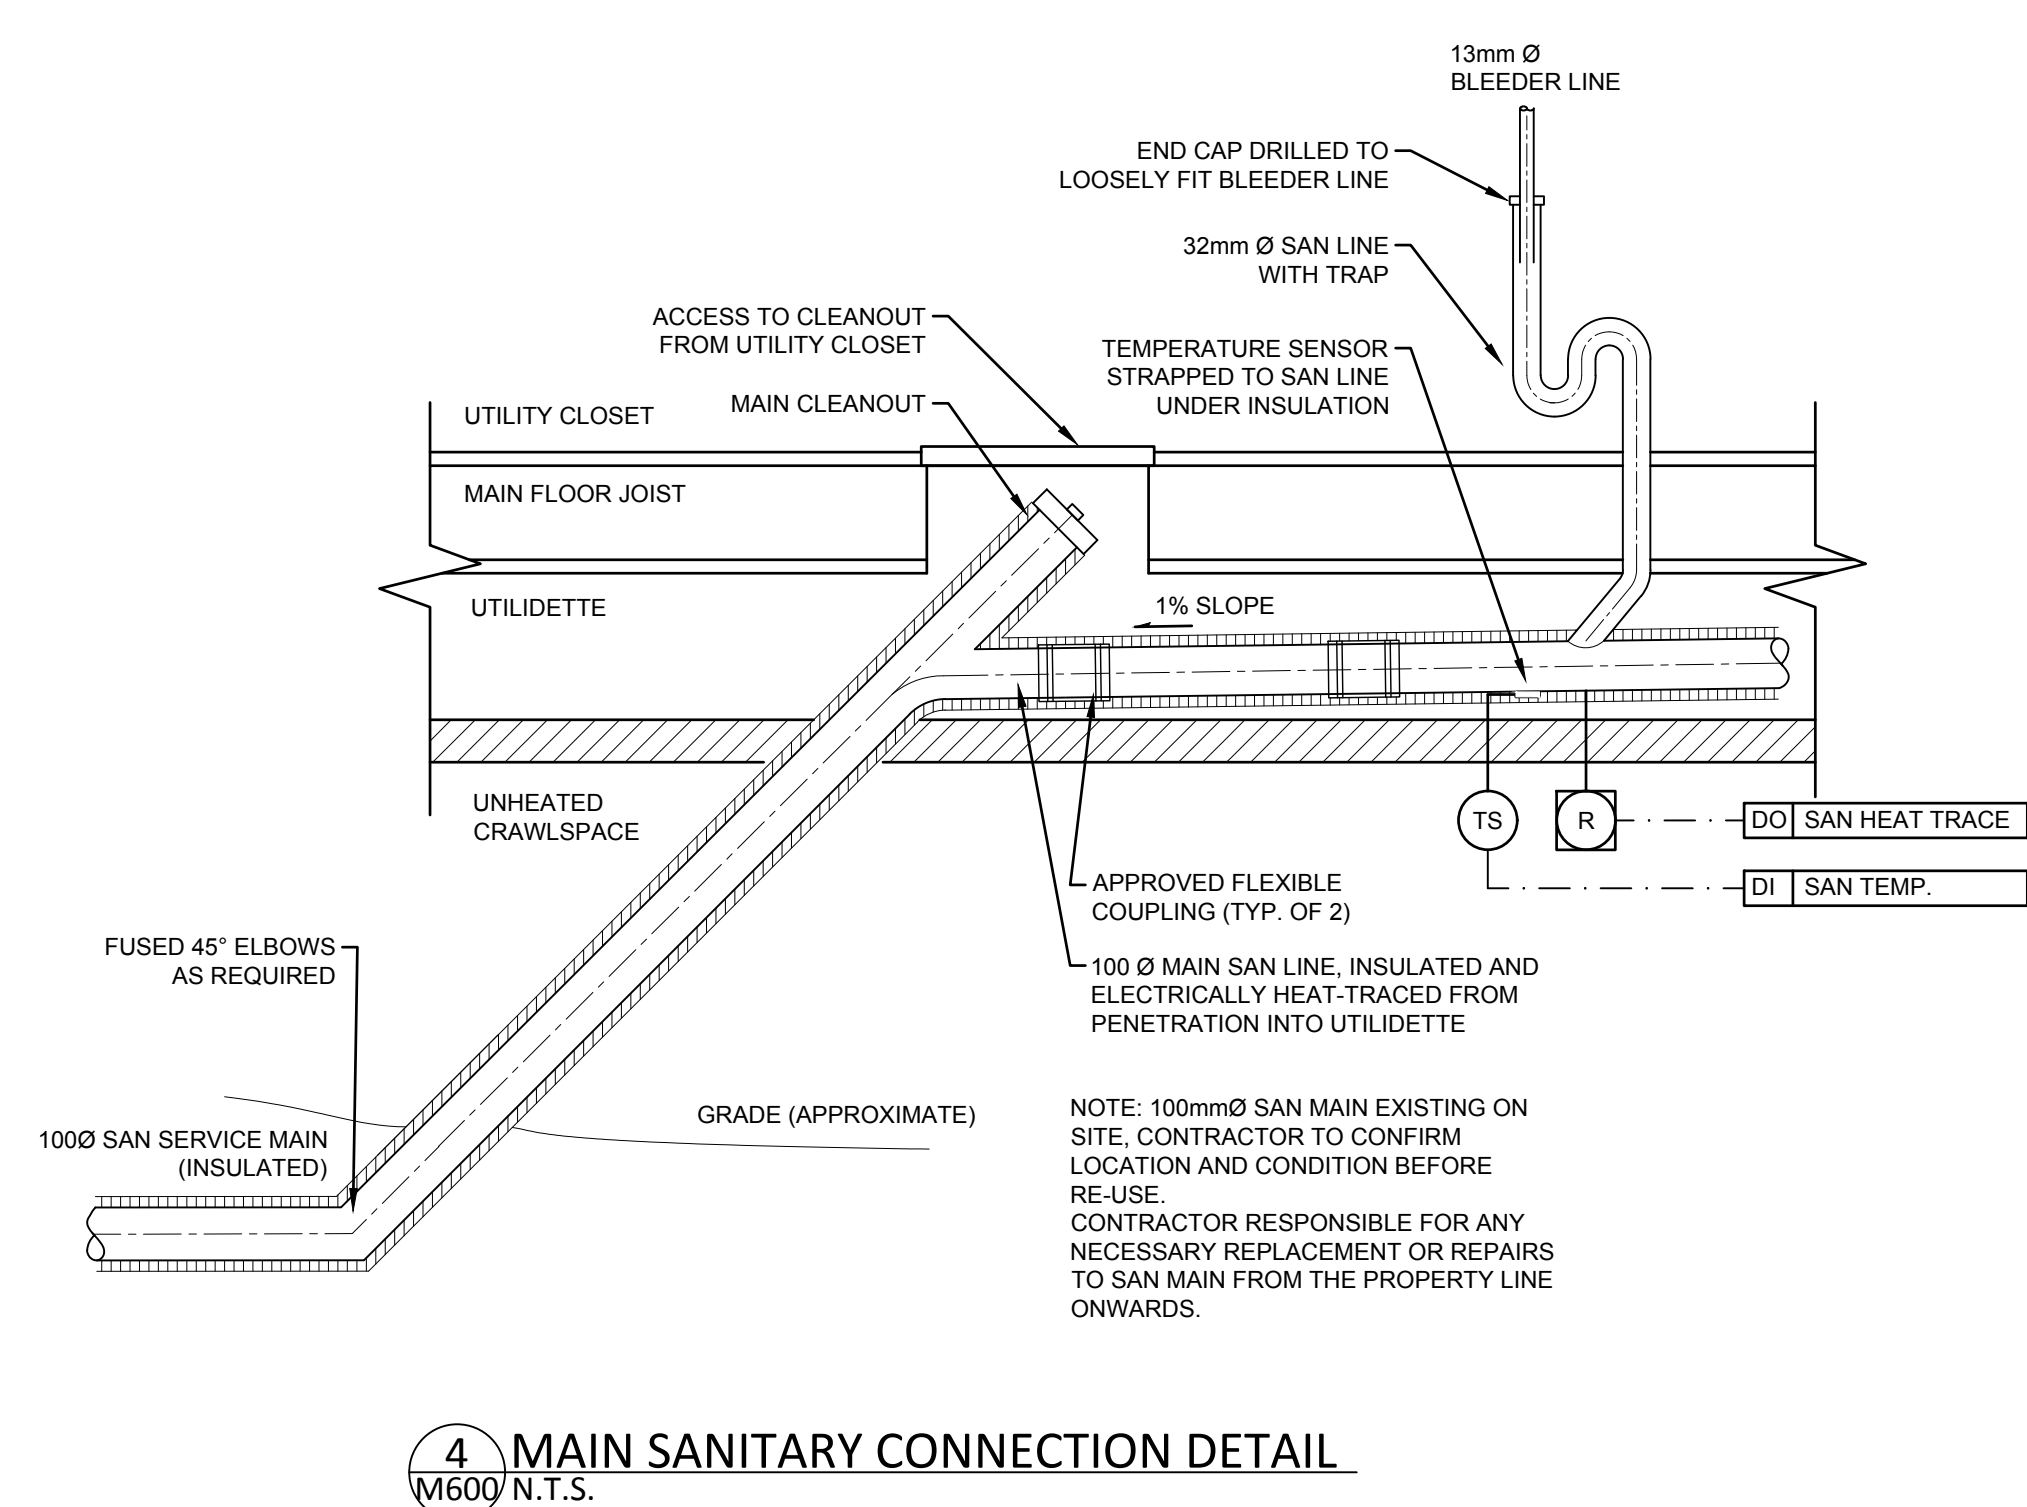 13mm Ø
BLEEDER LINE
END CAP DRILLED TO
LOOSELY FIT BLEEDER LINE
32mm Ø SAN LINE
WITH TRAP
ACCESS TO CLEANOUT
FROM UTILITY CLOSET
TEMPERATURE SENSOR
STRAPPED TO SAN LINE
UNDER INSULATION
MAIN CLEANOUT
UTILITY CLOSET
MAIN FLOOR JOIST
UTILIDETTE
1% SLOPE
UNHEATED
CRAWLSPACE
TS
R
DO SAN HEAT TRACE
DI SAN TEMP.
APPROVED FLEXIBLE
COUPLING (TYP. OF 2)
100 Ø MAIN SAN LINE, INSULATED AND
ELECTRICALLY HEAT-TRACED FROM
PENETRATION INTO UTILIDETTE
FUSED 45° ELBOWS
AS REQUIRED
GRADE (APPROXIMATE)
100Ø SAN SERVICE MAIN
(INSULATED)
NOTE: 100mmØ SAN MAIN EXISTING ON
SITE, CONTRACTOR TO CONFIRM
LOCATION AND CONDITION BEFORE
RE-USE.
CONTRACTOR RESPONSIBLE FOR ANY
NECESSARY REPLACEMENT OR REPAIRS
TO SAN MAIN FROM THE PROPERTY LINE
ONWARDS.
4 MAIN SANITARY CONNECTION DETAIL
M600 N.T.S.